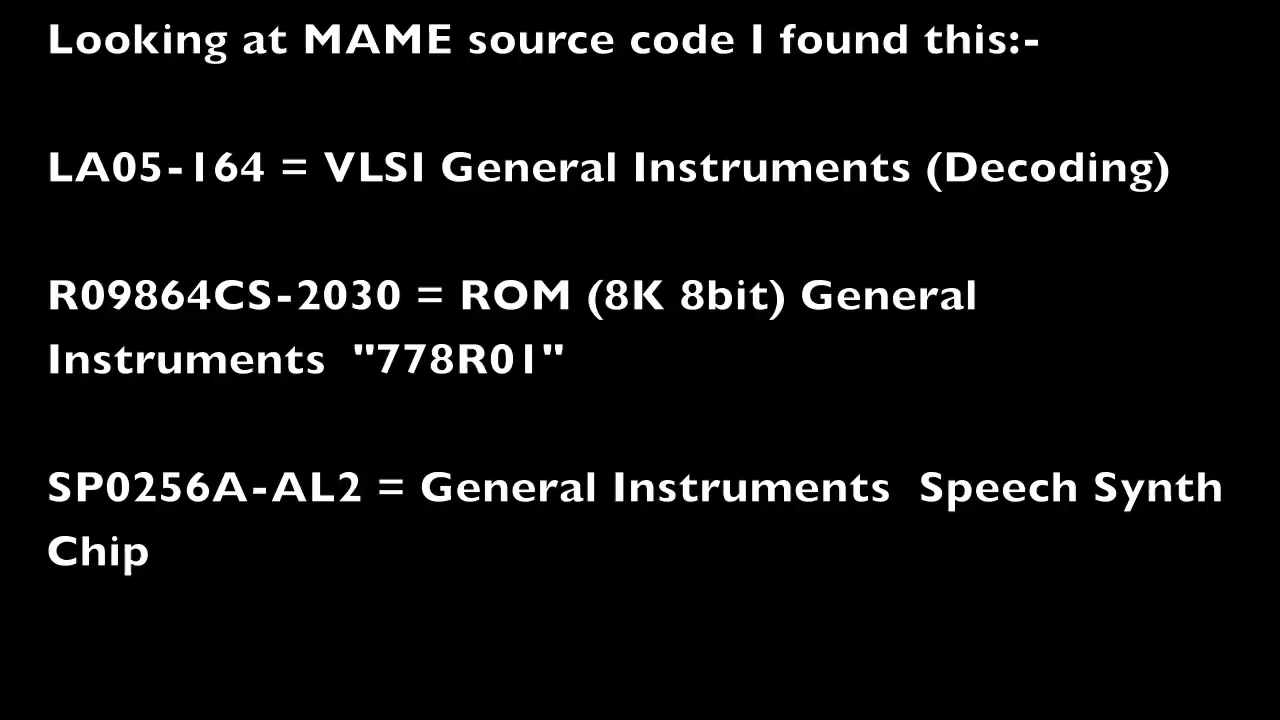 Looking at MAME source code I found this:-
LA05-164 = VLSI General Instruments (Decoding)
R09864CS-2030 = ROM (8K 8bit) General
Instruments  "778R01"
SP0256A-AL2 = General Instruments  Speech Synth
Chip